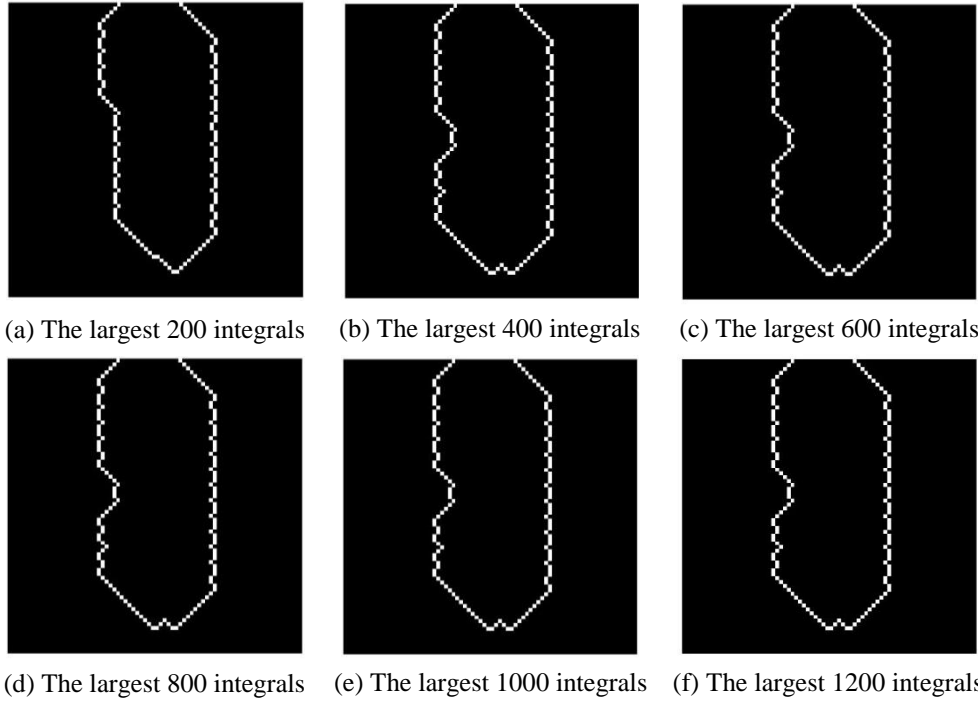 (a) The largest 200 integrals (b) The largest 400 integrals (c) The largest 600 integrals
(d) The largest 800 integrals (e) The largest 1000 integrals (f) The largest 1200 integrals